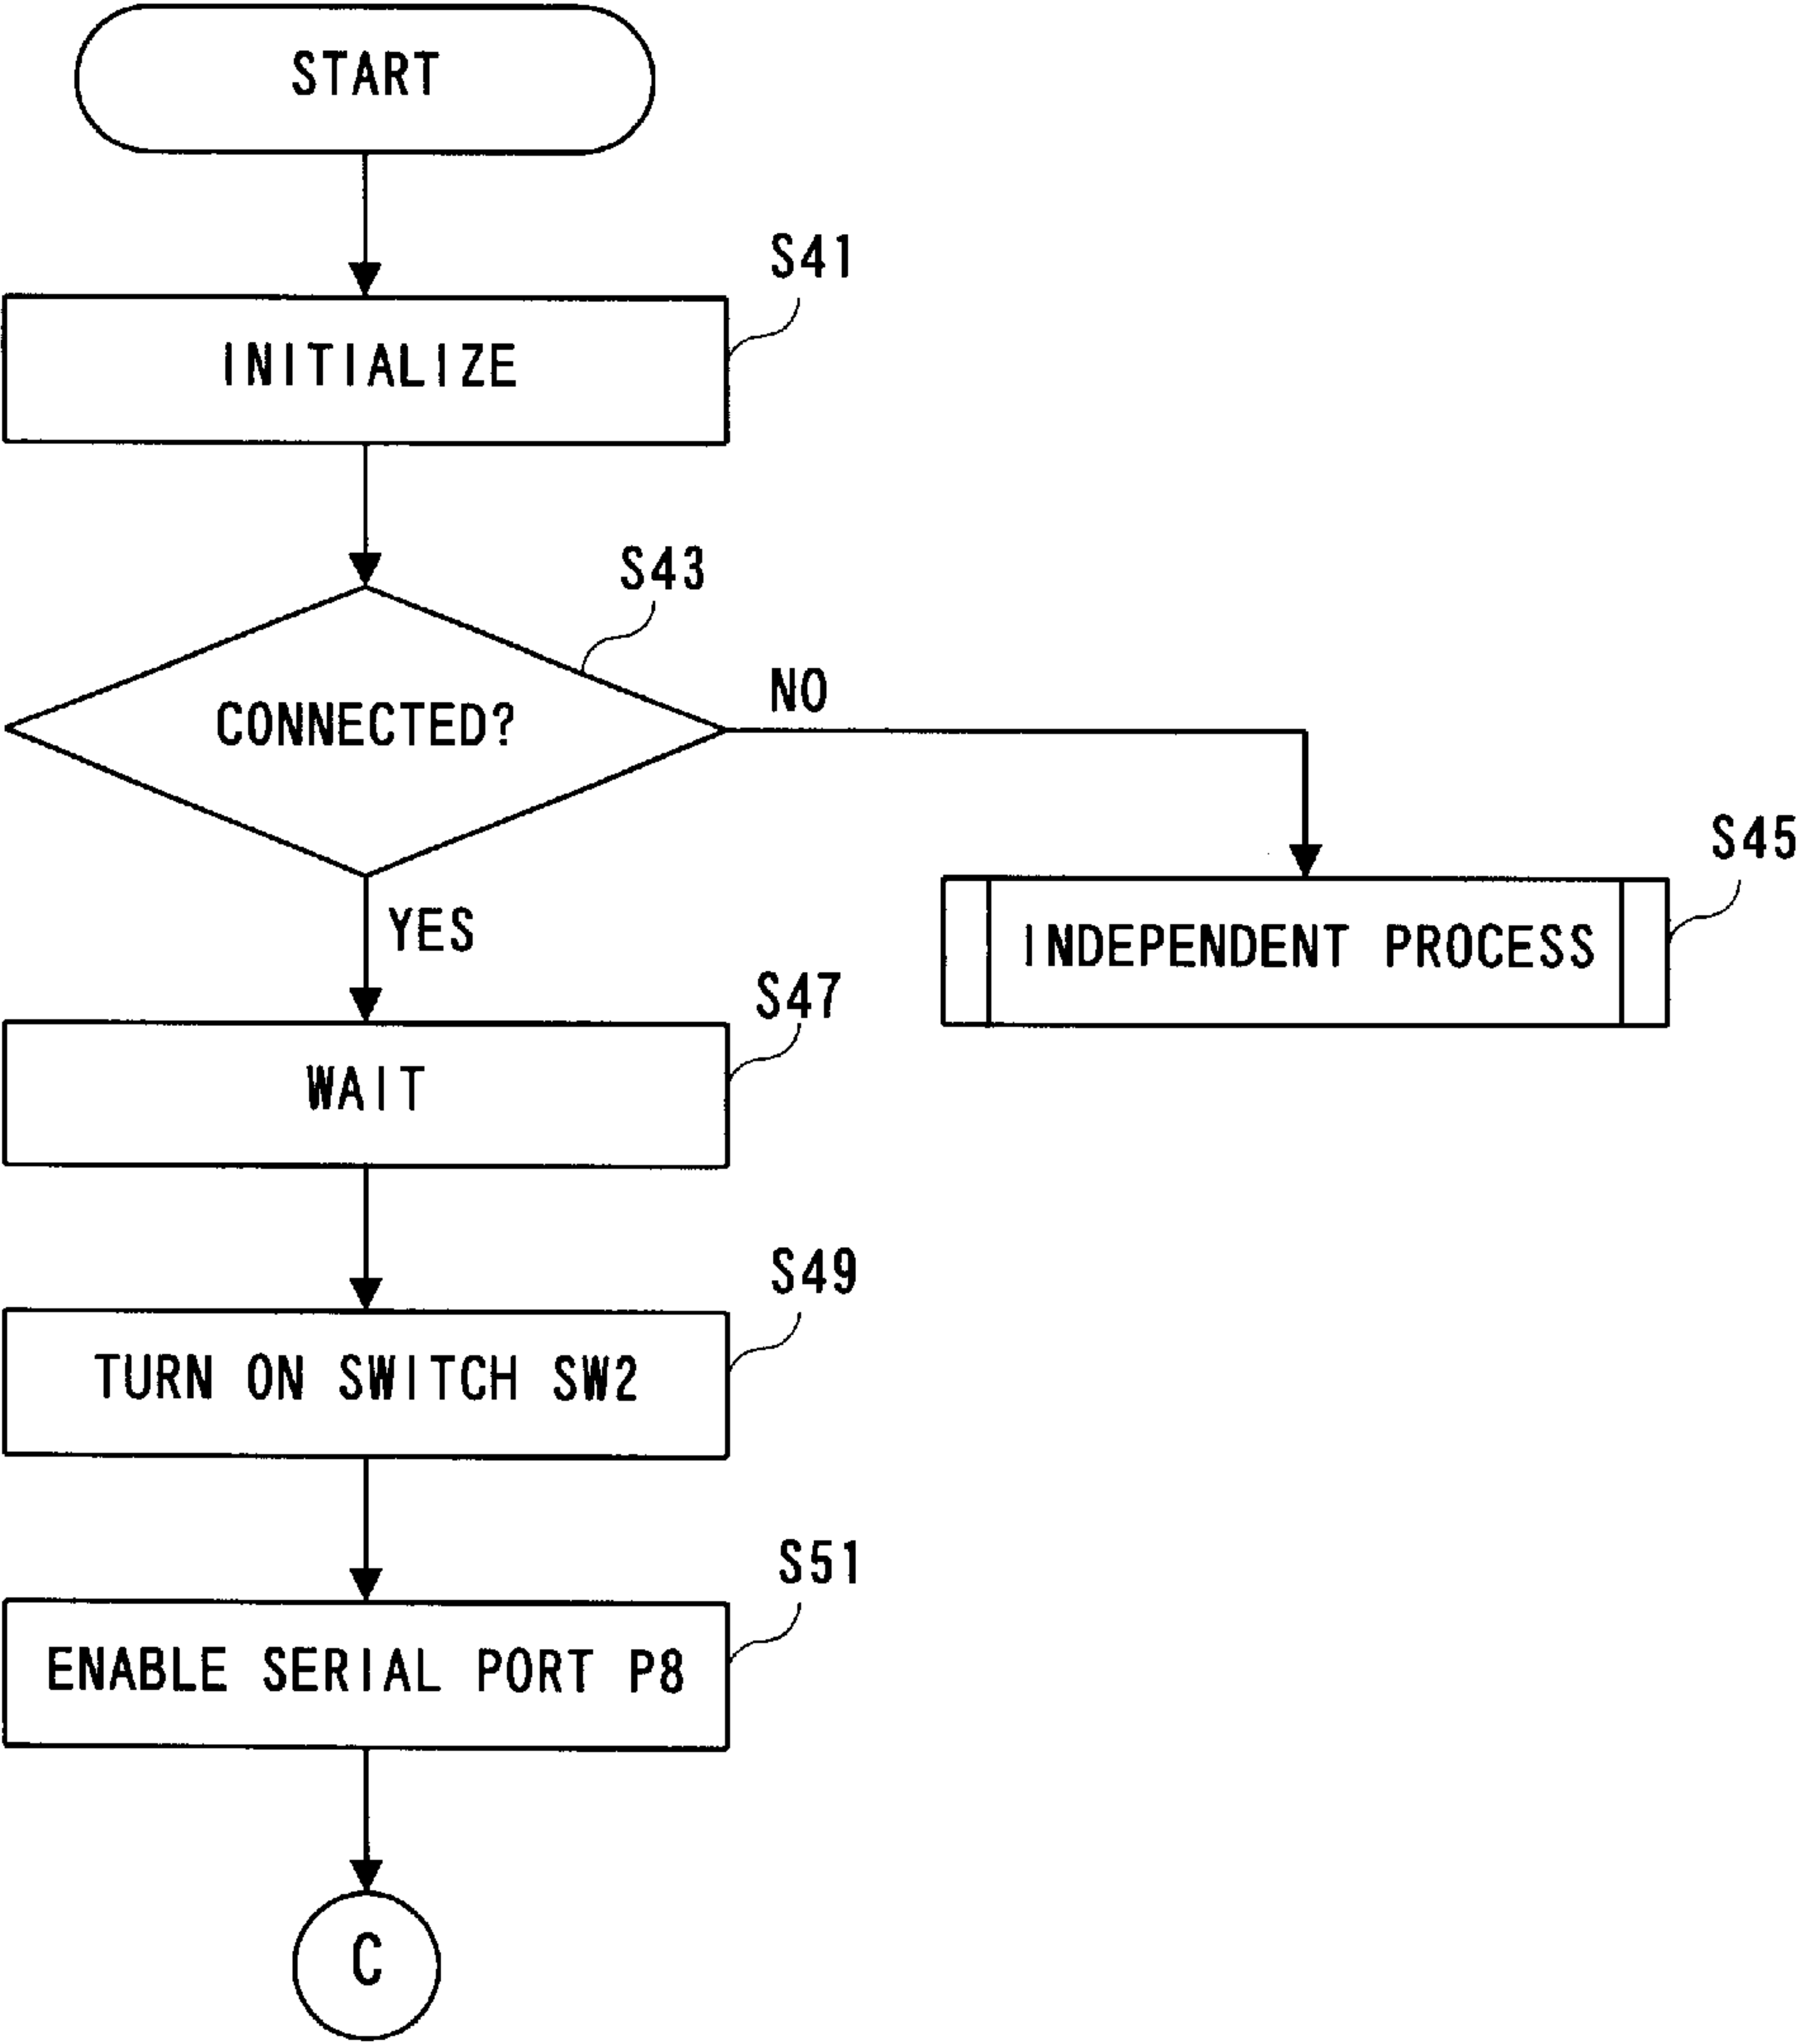 START
S41
INITIALIZE
S43
CONNECTED?
NO
S45
INDEPENDENT PROCESS
YES
S47
WAIT
S49
TURN ON SWITCH SW2
S51
ENABLE SERIAL PORT P8
C